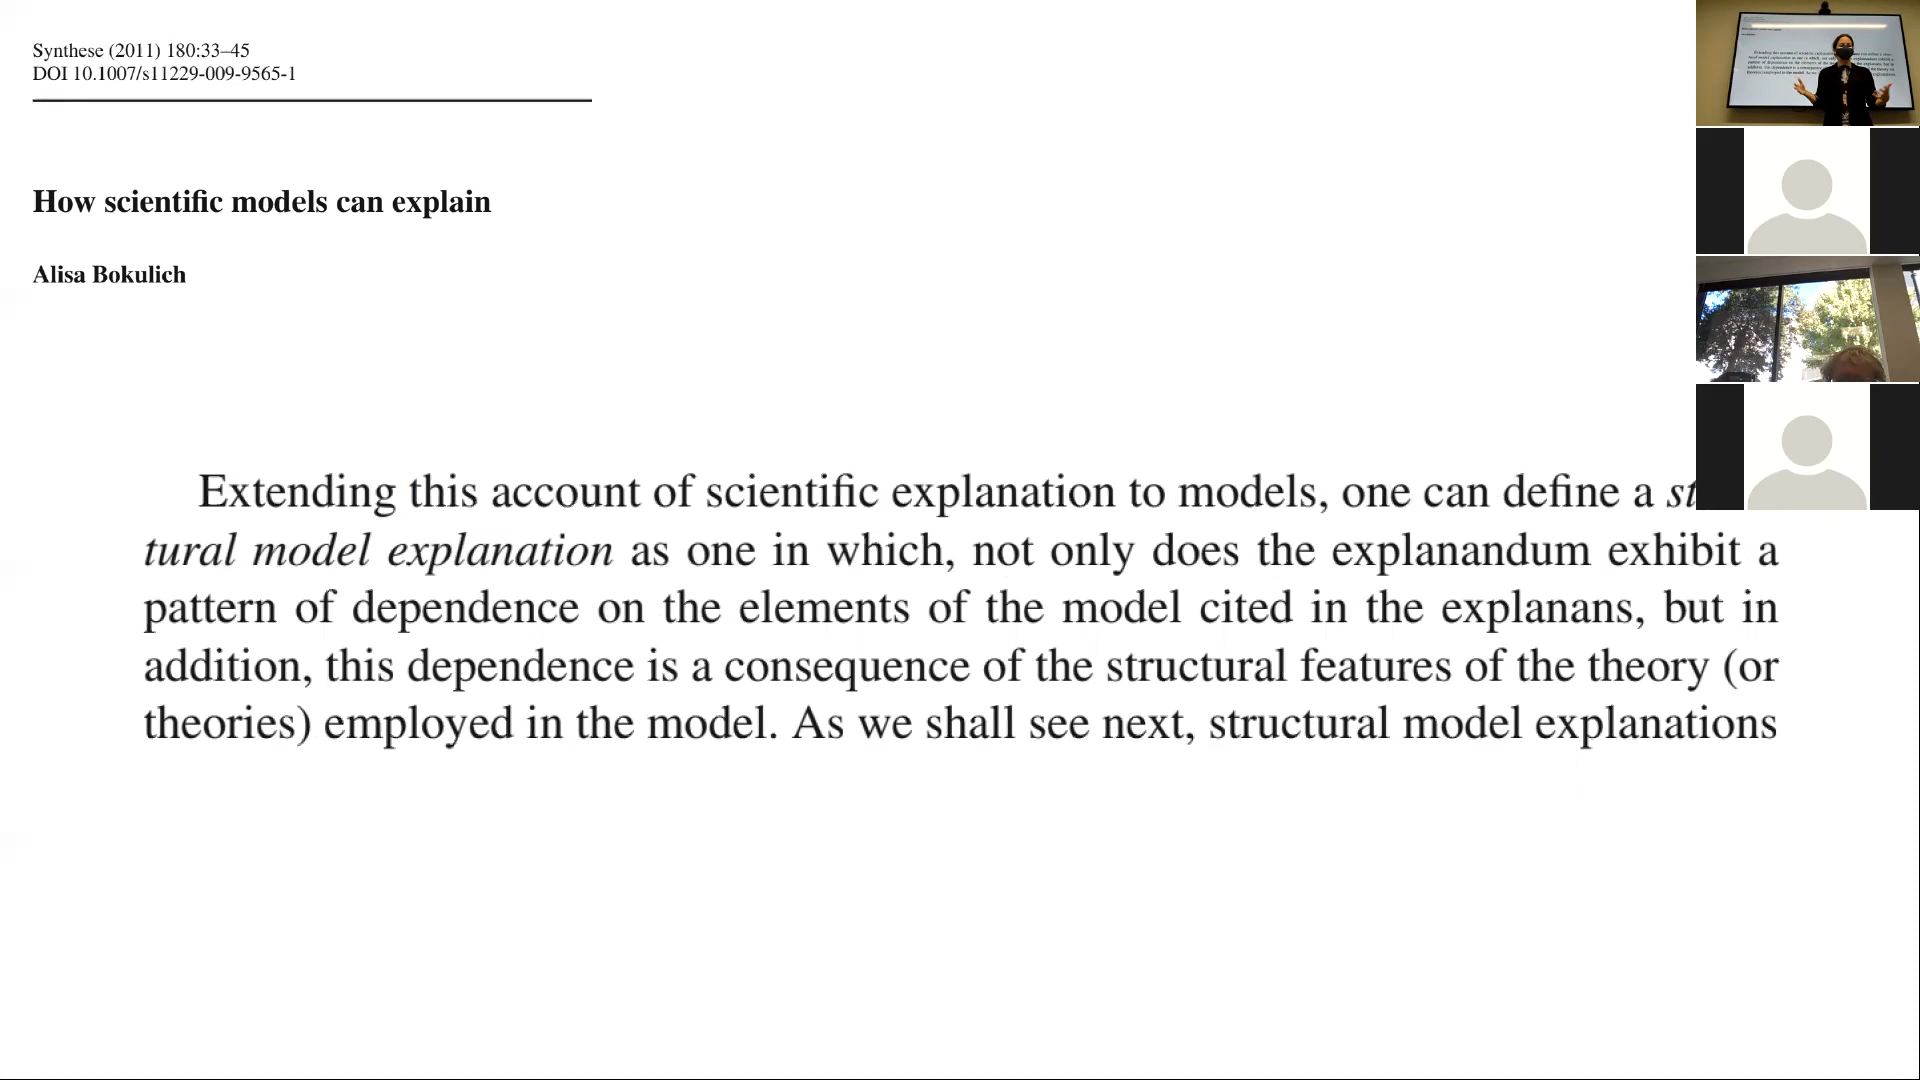 Synthese (2011) 180:33–45
DOI 10.1007/s11229-009-9565-1
How scientific models can explain
Alisa Bokulich
Extending this account of scientific explanation to models, one can define a
tural model explanation as one in which, not only does the explanandum exhibit a
pattern of dependence on the elements of the model cited in the explanans, but in
addition, this dependence is a consequence of the structural features of the theory (or
theories) employed in the model. As we shall see next, structural model explanations